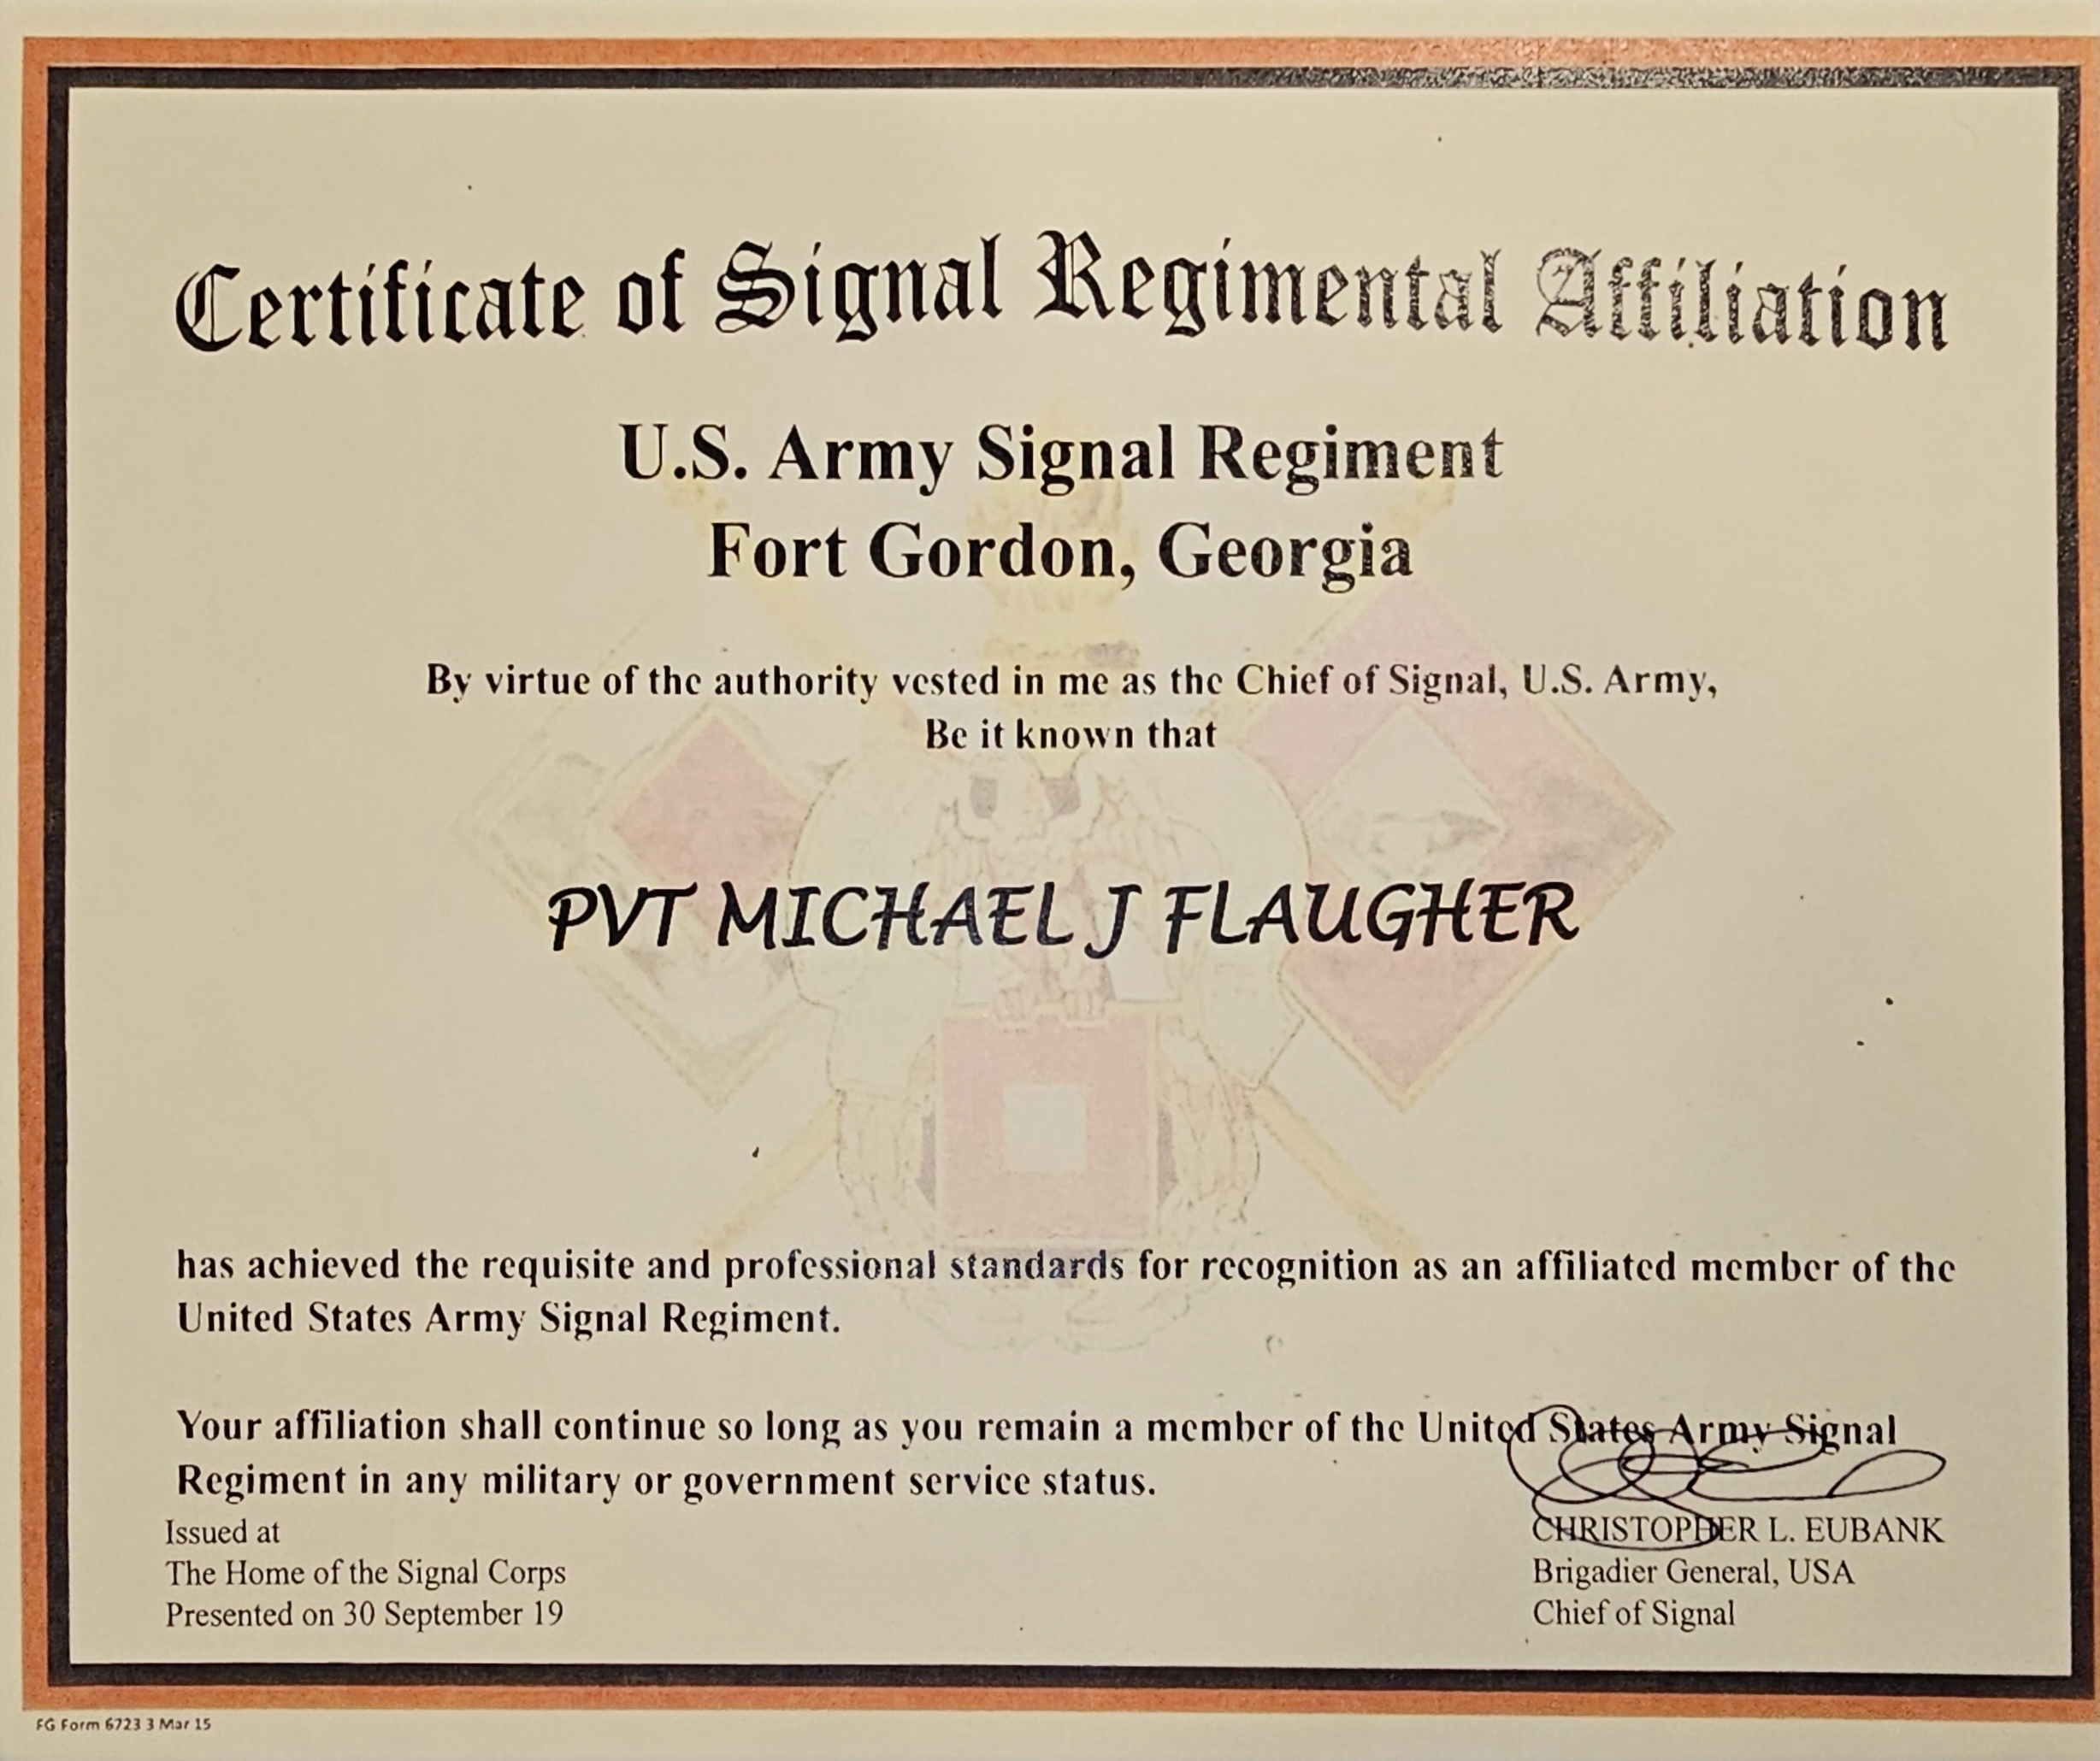 Certificate of Signal Regimental Affiliation
U.S. Army Signal Regiment
Fort Gordon, Georgia
By virtue of the authority vested in me as the Chief of Signal, U.S. Army,
Be it known that
PVT MICHAEL J FLAUGHER
has achieved the requisite and professional standards for recognition as an affiliated member of the
United States Army Signal Regiment.
Your affiliation shall continue so long as you remain a member of the United States Army Signal
Regiment in any military or government service status.
Issued at
The Home of the Signal Corps
Presented on 30 September 19
CHRISTOPHER L. EUBANK
Brigadier General, USA
Chief of Signal
FG Form 6723 3 Mar 15